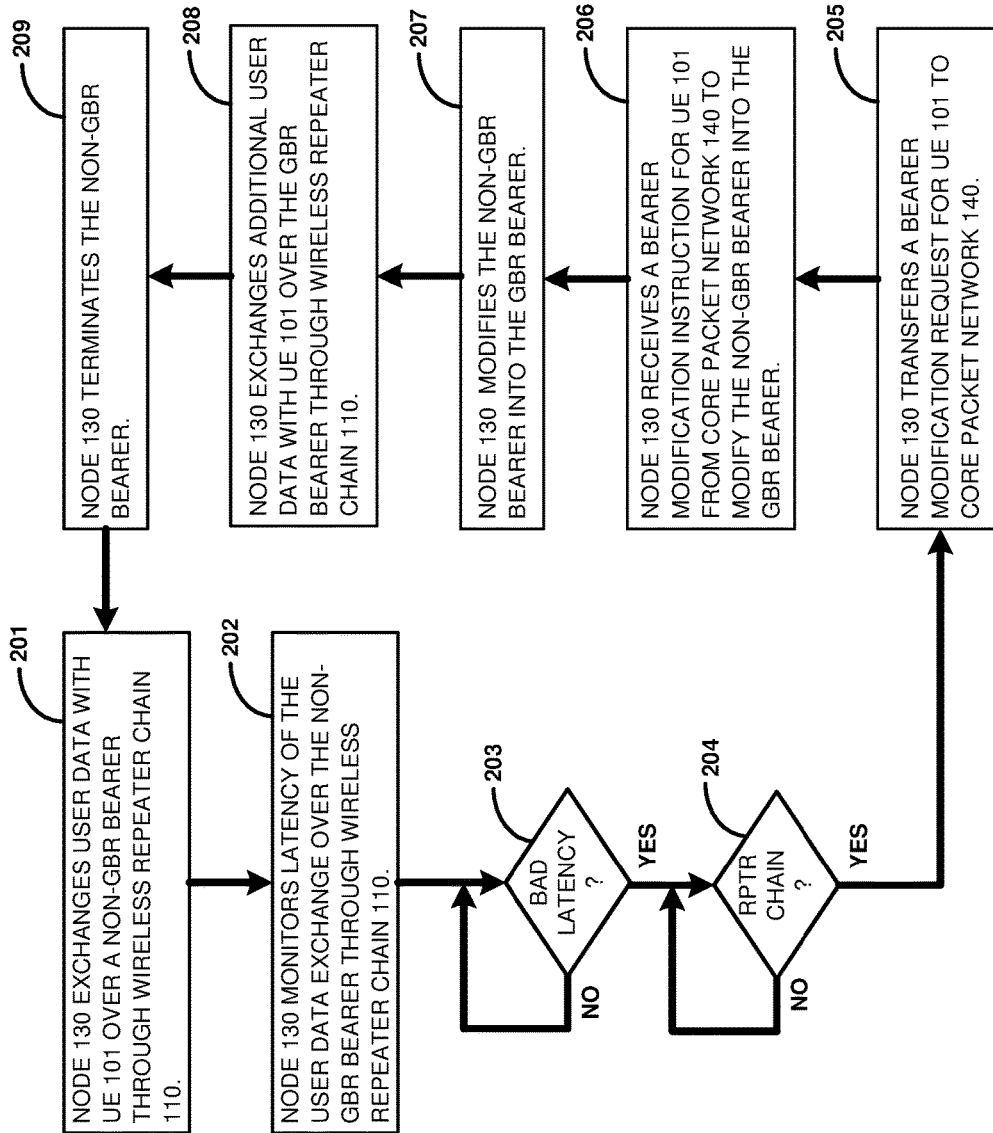 201
NODE 130 EXCHANGES USER DATA WITH
UE 101 OVER A NON-GBR BEARER
THROUGH WIRELESS REPEATER CHAIN
110.
202
NODE 130 MONITORS LATENCY OF THE
USER DATA EXCHANGE OVER THE NON-
GBR BEARER THROUGH WIRELESS
REPEATER CHAIN 110.
203
BAD
LATENCY
?
NO
YES
204
RPTR
CHAIN
?
NO
YES
205
NODE 130 TRANSFERS A BEARER
MODIFICATION REQUEST FOR UE 101 TO
CORE PACKET NETWORK 140.
206
NODE 130 RECEIVES A BEARER
MODIFICATION INSTRUCTION FOR UE 101
FROM CORE PACKET NETWORK 140 TO
MODIFY THE NON-GBR BEARER INTO THE
GBR BEARER.
207
NODE 130 MODIFIES THE NON-GBR
BEARER INTO THE GBR BEARER.
208
NODE 130 EXCHANGES ADDITIONAL USER
DATA WITH UE 101 OVER THE GBR
BEARER THROUGH WIRELESS REPEATER
CHAIN 110.
209
NODE 130 TERMINATES THE NON-GBR
BEARER.